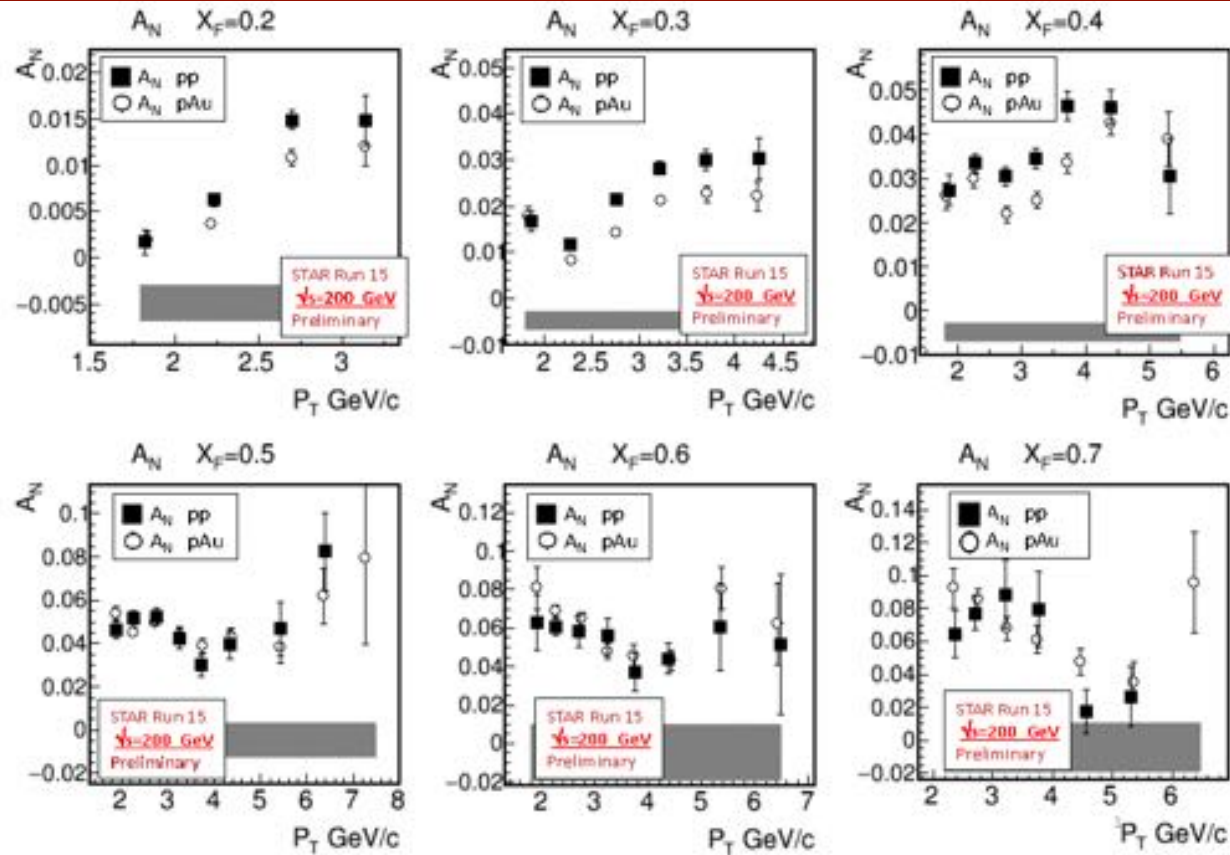 A_N X_F=0.2
A_N
0.02
0.015
0.01
0.005
0
−0.005
A_N pp
A_N pAu
STAR Run 15
√s=200 GeV
Preliminary
1.5 2 2.5 3
P_T GeV/c
A_N X_F=0.3
A_N
0.05
0.04
0.03
0.02
0.01
0
−0.01
A_N pp
A_N pAu
STAR Run 15
√s=200 GeV
Preliminary
2 2.5 3 3.5 4 4.5
P_T GeV/c
A_N X_F=0.4
A_N
0.05
0.04
0.03
0.02
0.01
0
−0.01
A_N pp
A_N pAu
STAR Run 15
√s=200 GeV
Preliminary
2 3 4 5 6
P_T GeV/c
A_N X_F=0.5
A_N
0.1
0.08
0.06
0.04
0.02
0
−0.02
A_N pp
A_N pAu
STAR Run 15
√s=200 GeV
Preliminary
2 3 4 5 6 7 8
P_T GeV/c
A_N X_F=0.6
A_N
0.12
0.1
0.08
0.06
0.04
0.02
0
−0.02
A_N pp
A_N pAu
STAR Run 15
√s=200 GeV
Preliminary
2 3 4 5 6 7
P_T GeV/c
A_N X_F=0.7
A_N
0.14
0.12
0.1
0.08
0.06
0.04
0.02
0
−0.02
A_N pp
A_N pAu
STAR Run 15
√s=200 GeV
Preliminary
2 3 4 5 6
P_T GeV/c